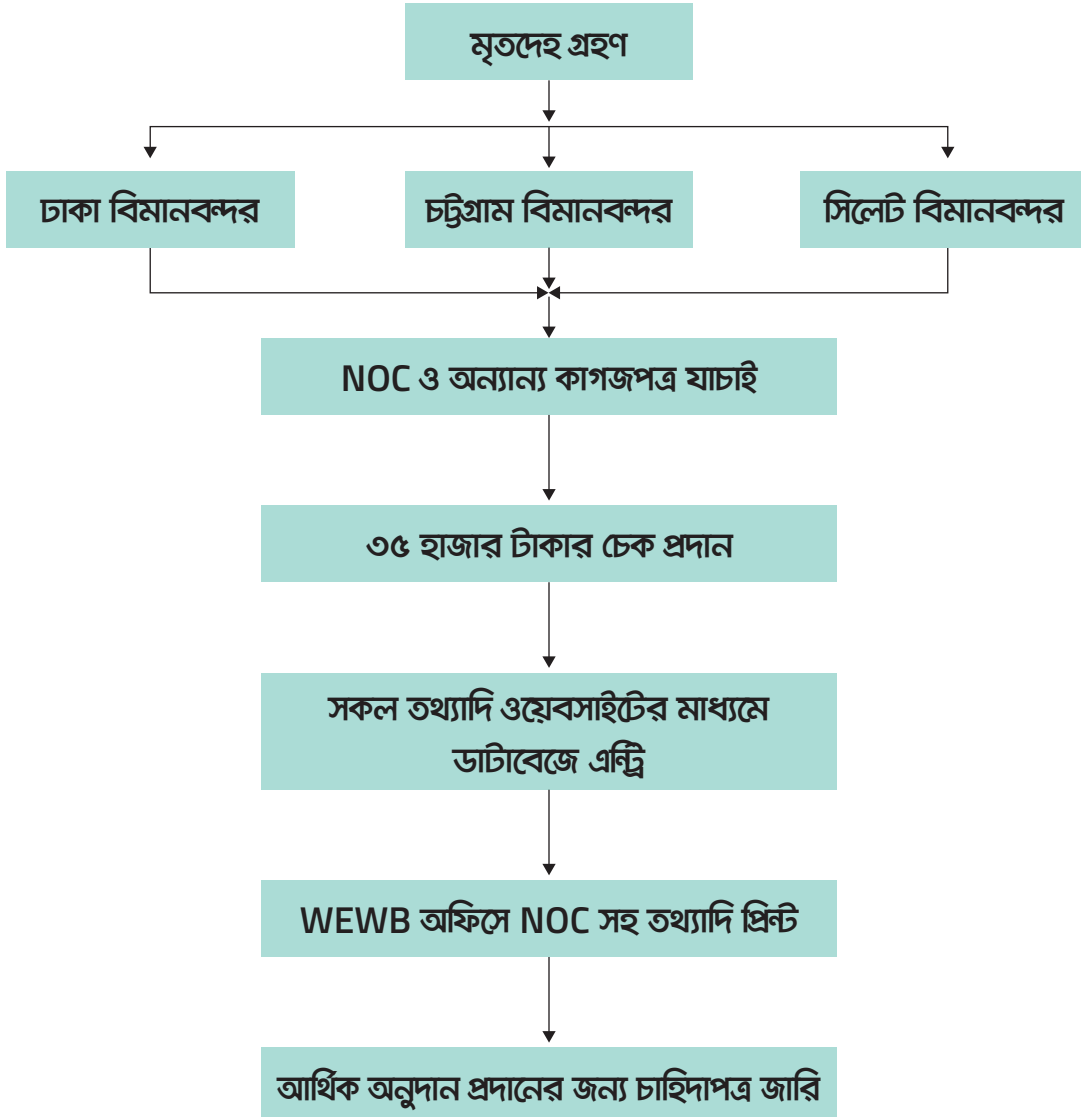 মৃতদেহ গ্রহণ
ঢাকা বিমানবন্দর
চট্টগ্রাম বিমানবন্দর
সিলেট বিমানবন্দর
NOC ও অন্যান্য কাগজপত্র যাচাই
৩৫ হাজার টাকার চেক প্রদান
সকল তথ্যাদি ওয়েবসাইটের মাধ্যমে
ডাটাবেজে এন্ট্রি
WEWB অফিসে NOC সহ তথ্যাদি প্রিন্ট
আর্থিক অনুদান প্রদানের জন্য চাহিদাপত্র জারি